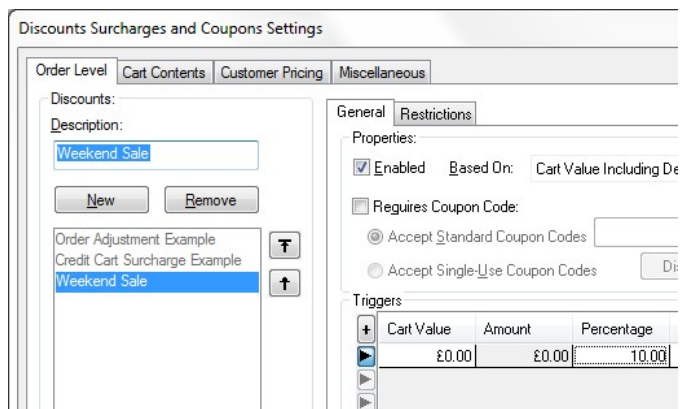 Discounts Surcharges and Coupons Settings
Order Level Cart Contents Customer Pricing Miscellaneous
Discounts:
Description:
Weekend Sale
New Remove
Order Adjustment Example
Credit Cart Surcharge Example
Weekend Sale
General Restrictions
Properties:
Enabled Based On: Cart Value Including De
Requires Coupon Code:
Accept Standard Coupon Codes
Accept Single-Use Coupon Codes Di
Triggers
+ Cart Value Amount Percentage
£0.00 £0.00 10.00